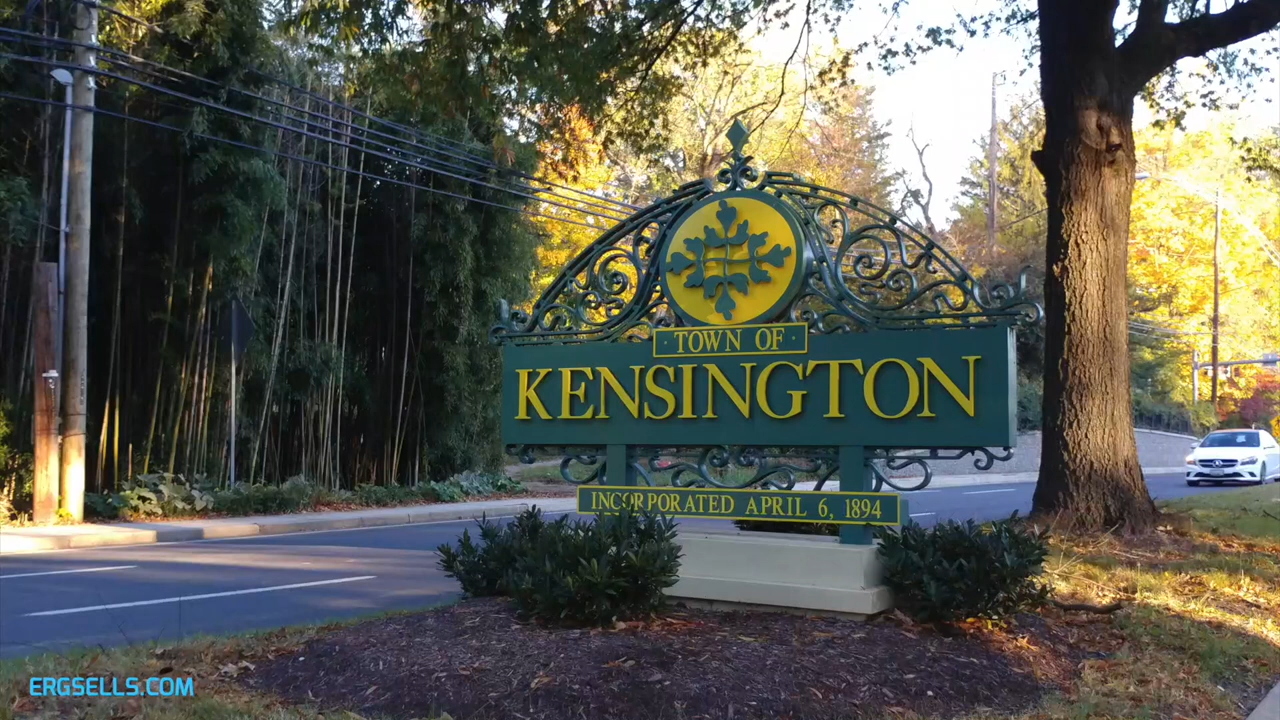 · TOWN OF ·
KENSINGTON
INCORPORATED APRIL 6, 1894
ERGSELLS.COM